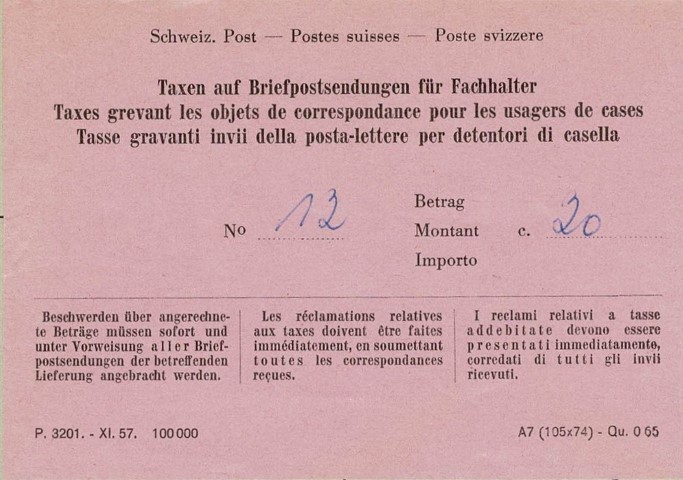 Schweiz. Post — Postes suisses — Poste svizzere
Taxen auf Briefpostsendungen für Fachhalter
Taxes grevant les objets de correspondance pour les usagers de cases
Tasse gravanti invii della posta-lettere per detentori di casella
No 12
Betrag
Montant c. 20
Importo
Beschwerden über angerechne-
te Beträge müssen sofort und
unter Vorweisung aller Brief-
postsendungen der betreffenden
Lieferung angebracht werden.
Les réclamations relatives
aux taxes doivent être faites
immédiatement, en soumettant
toutes les correspondances
reçues.
I reclami relativi a tasse
addebitate devono essere
presentati immediatamente,
corredati di tutti gli invii
ricevuti.
P. 3201. - XI. 57. 100 000
A7 (105x74) - Qu. 0 65